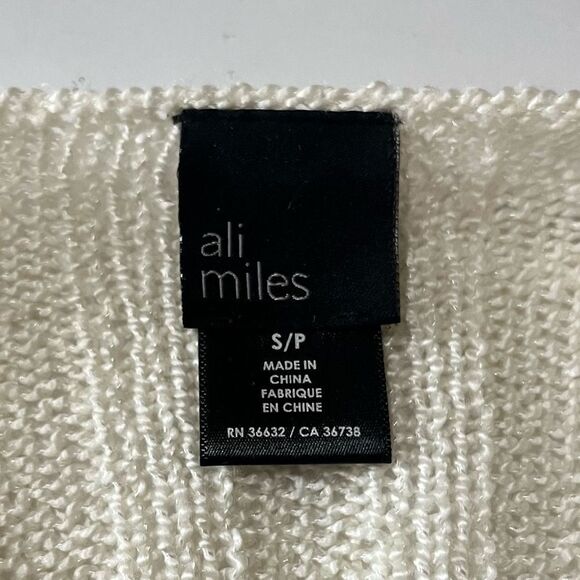 ali
miles
S/P
MADE IN
CHINA
FABRIQUE
EN CHINE
RN 36632 / CA 36738